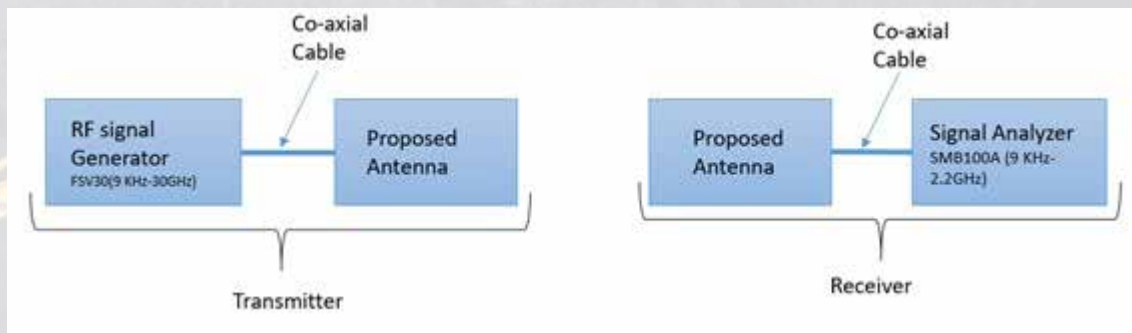 Co-axial
Cable
RF signal
Generator
FSV30(9 KHz-30GHz)
Proposed
Antenna
Transmitter
Co-axial
Cable
Proposed
Antenna
Signal Analyzer
SMB100A (9 KHz-
2.2GHz)
Receiver